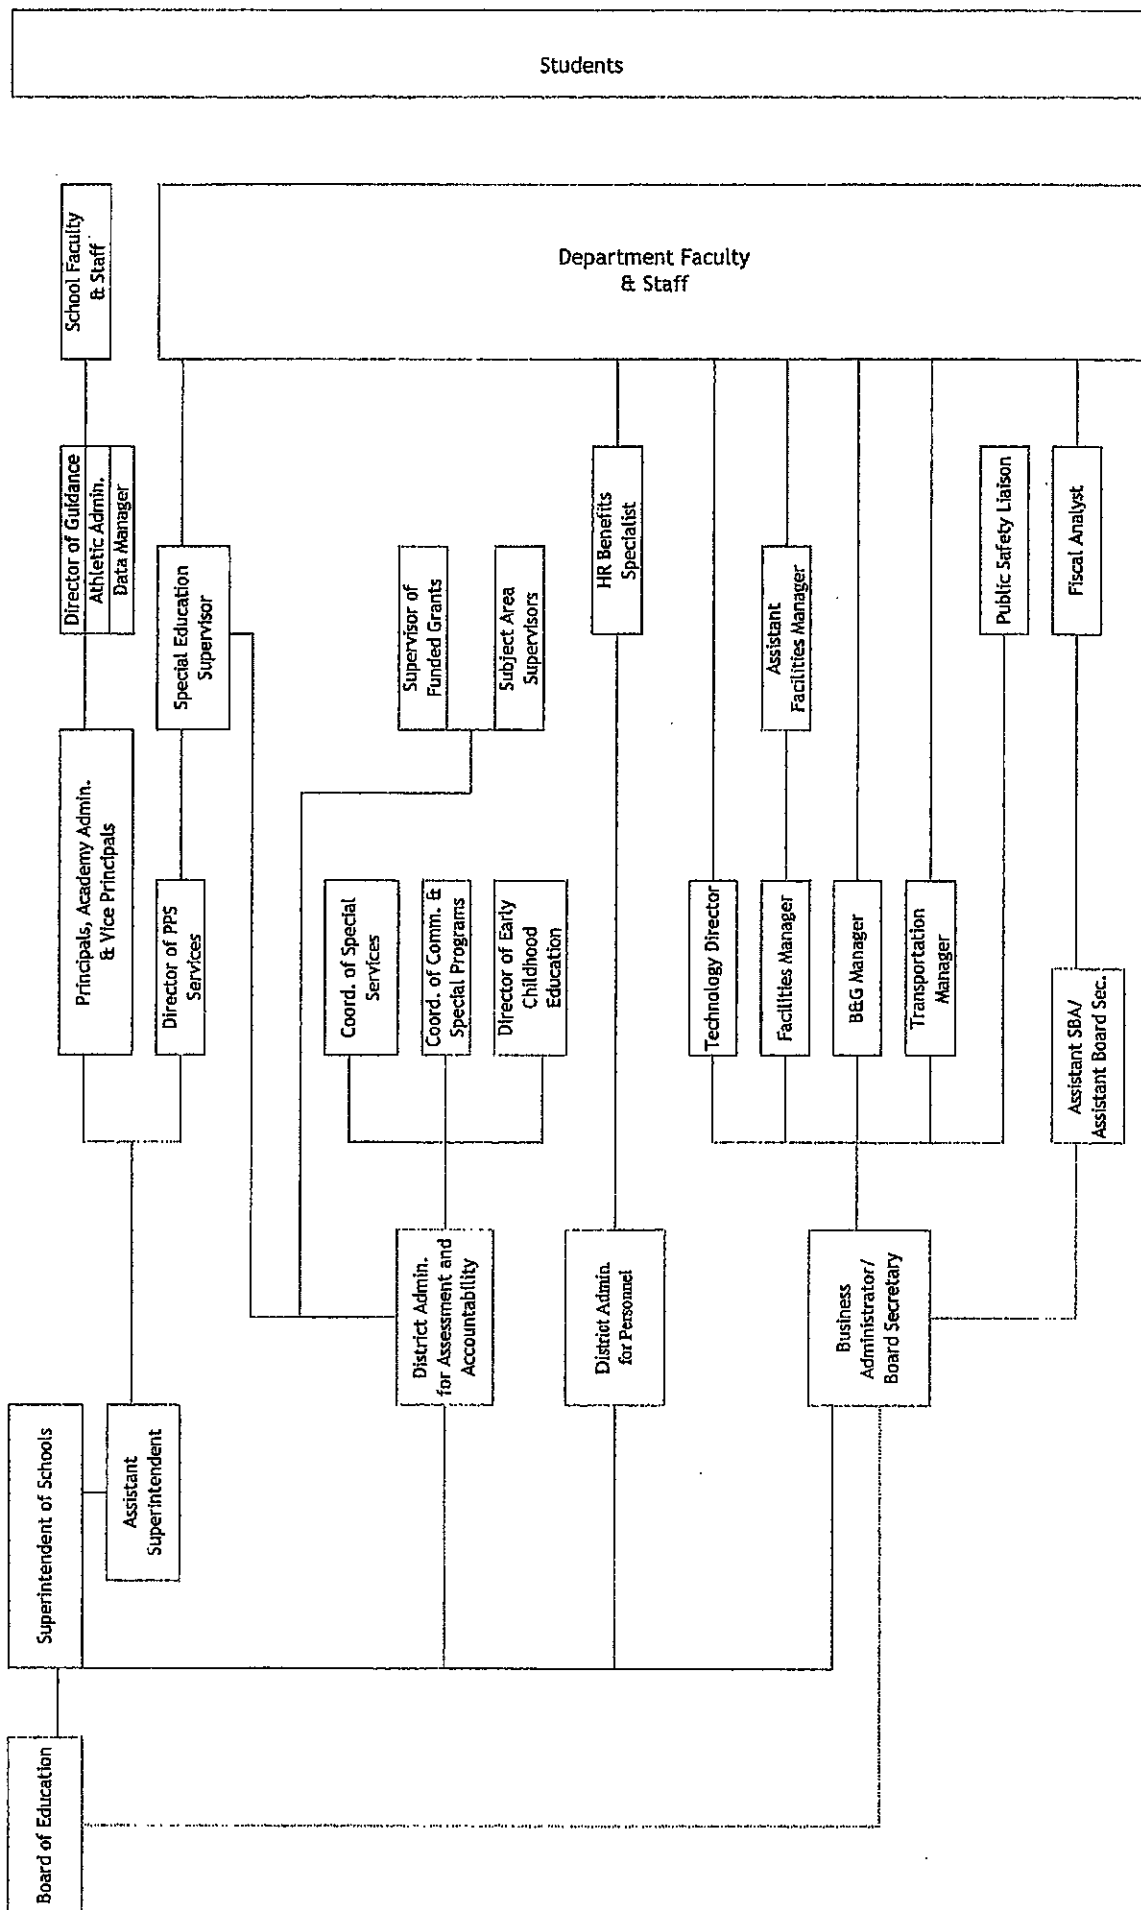 Board of Education
Superintendent of Schools
Assistant
Superintendent
District Admin.
for Assessment and
Accountability
District Admin.
for Personnel
Business
Administrator/
Board Secretary
Principals, Academy Admin.
& Vice Principals
Director of PPS
Services
Coord. of Special
Services
Coord. of Comm. &
Special Programs
Director of Early
Childhood
Education
Technology Director
Facilities Manager
B&G Manager
Transportation
Manager
Assistant SBA/
Assistant Board Sec.
Director of Guidance
Athletic Admin.
Data Manager
Special Education
Supervisor
Supervisor of
Funded Grants
Subject Area
Supervisors
HR Benefits
Specialist
Assistant
Facilities Manager
Public Safety Liaison
Fiscal Analyst
School Faculty
& Staff
Department Faculty
& Staff
Students